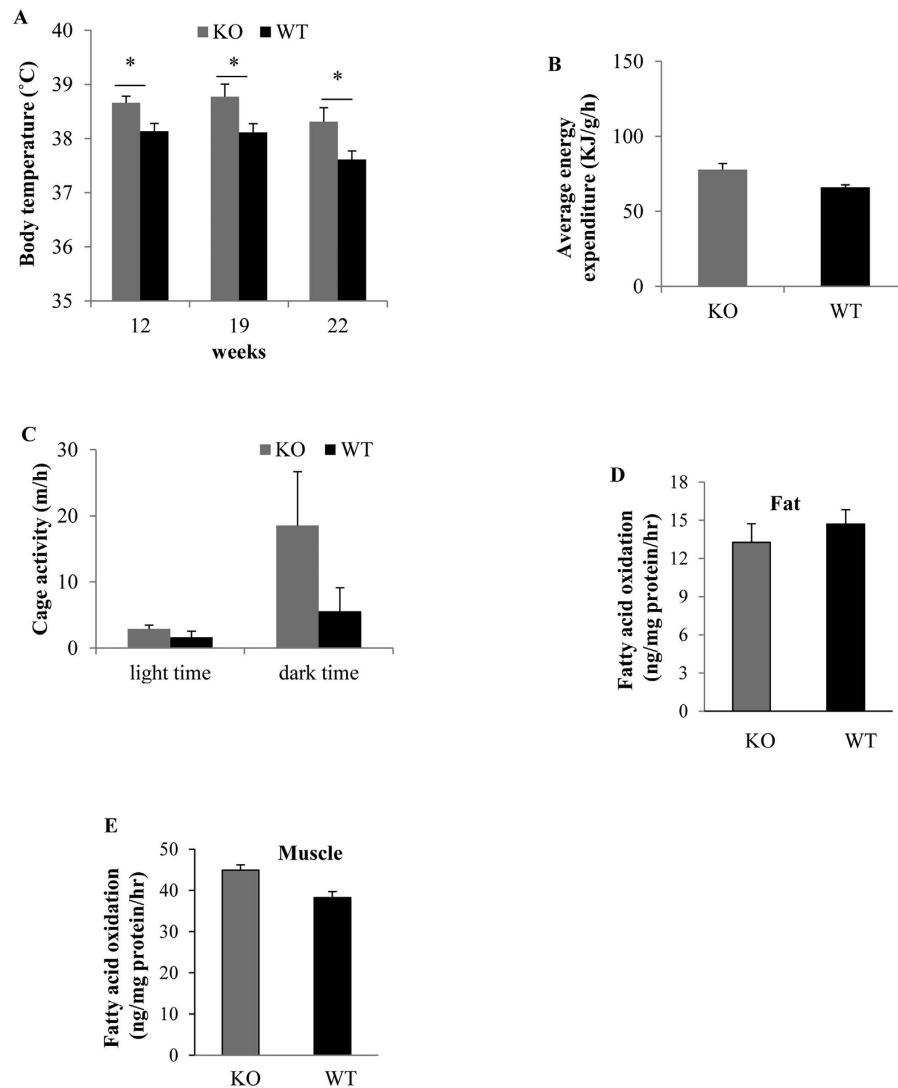 A
KO WT
Body temperature (˚C)
40
39
38
37
36
35
* * *
12 19 22
weeks
B
Average energy
expenditure (KJ/g/h)
150
100
50
0
KO WT
C
KO WT
Cage activity (m/h)
30
20
10
0
light time dark time
D
Fat
Fatty acid oxidation
(ng/mg protein/hr)
18
15
12
9
6
3
0
KO WT
E
Muscle
Fatty acid oxidation
(ng/mg protein/hr)
50
40
30
20
10
0
KO WT